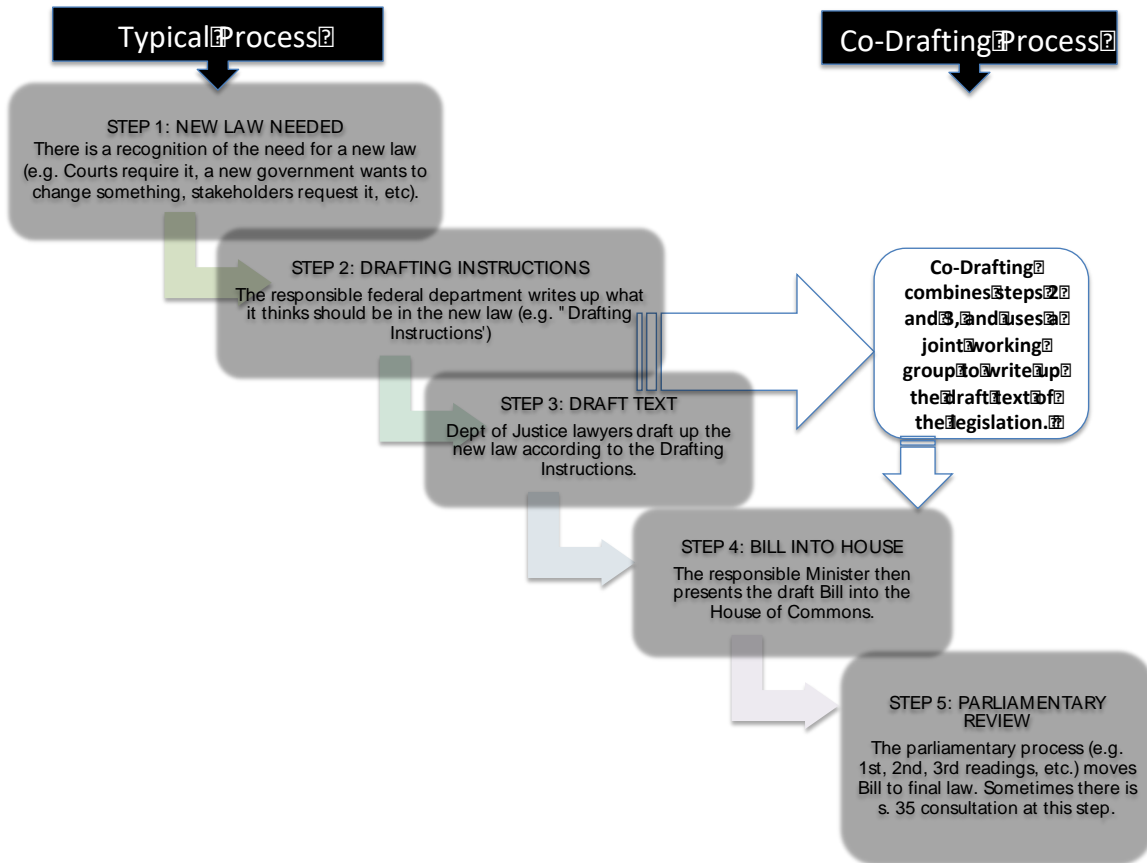 Typical Process
Co-Drafting Process
STEP 1: NEW LAW NEEDED
There is a recognition of the need for a new law
(e.g. Courts require it, a new government wants to
change something, stakeholders request it, etc).
STEP 2: DRAFTING INSTRUCTIONS
The responsible federal department writes up what
it thinks should be in the new law (e.g. "Drafting
Instructions')
Co-Drafting
combines steps 2
and 3, and uses a
joint working
group to write up
the draft text of
the legislation.
STEP 3: DRAFT TEXT
Dept of Justice lawyers draft up the
new law according to the Drafting
Instructions.
STEP 4: BILL INTO HOUSE
The responsible Minister then
presents the draft Bill into the
House of Commons.
STEP 5: PARLIAMENTARY
REVIEW
The parliamentary process (e.g.
1st, 2nd, 3rd readings, etc.) moves
Bill to final law. Sometimes there is
s. 35 consultation at this step.